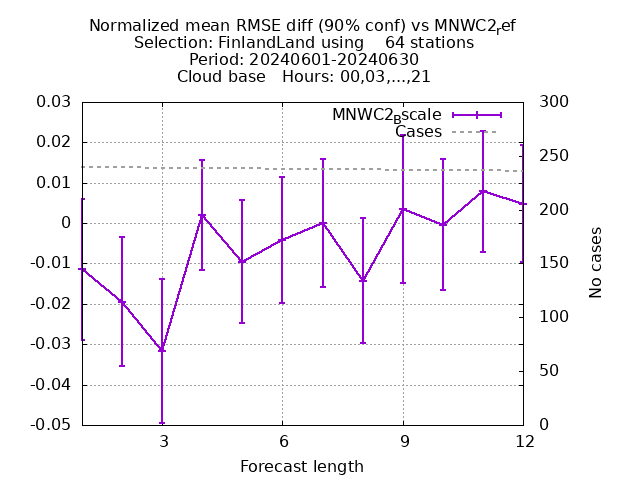 Normalized mean RMSE diff (90% conf) vs MNWC2ref
Selection: FinlandLand using    64 stations
Period: 20240601-20240630
Cloud base   Hours: 00,03,...,21
MNWC2Bscale
Cases
0.03
0.02
0.01
0
-0.01
-0.02
-0.03
-0.04
-0.05
300
250
200
150
100
50
0
No cases
3
6
9
12
Forecast length